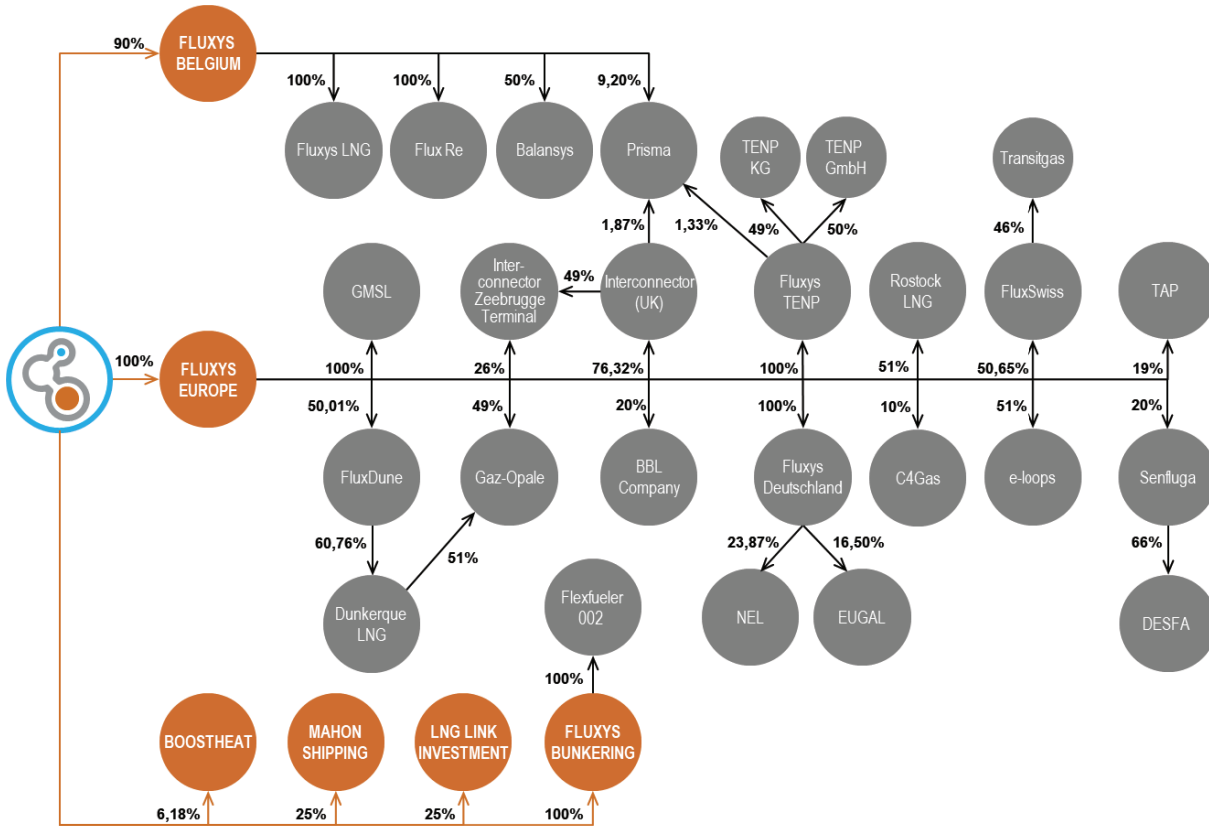 90%
FLUXYS
BELGIUM
100%
100%
50%
9,20%
Fluxys LNG
Flux Re
Balansys
Prisma
TENP
KG
TENP
GmbH
Transitgas
1,87%
1,33%
49%
50%
46%
GMSL
Inter-
connector
Zeebrugge
Terminal
49%
Interconnector
(UK)
Fluxys
TENP
Rostock
LNG
FluxSwiss
TAP
100%
FLUXYS
EUROPE
100%
26%
76,32%
100%
51%
50,65%
19%
50,01%
49%
20%
100%
10%
51%
20%
FluxDune
Gaz-Opale
BBL
Company
Fluxys
Deutschland
C4Gas
e-loops
Senfluga
60,76%
51%
23,87%
16,50%
66%
Dunkerque
LNG
Flexfueler
002
NEL
EUGAL
DESFA
100%
BOOSTHEAT
MAHON
SHIPPING
LNG LINK
INVESTMENT
FLUXYS
BUNKERING
6,18%
25%
25%
100%